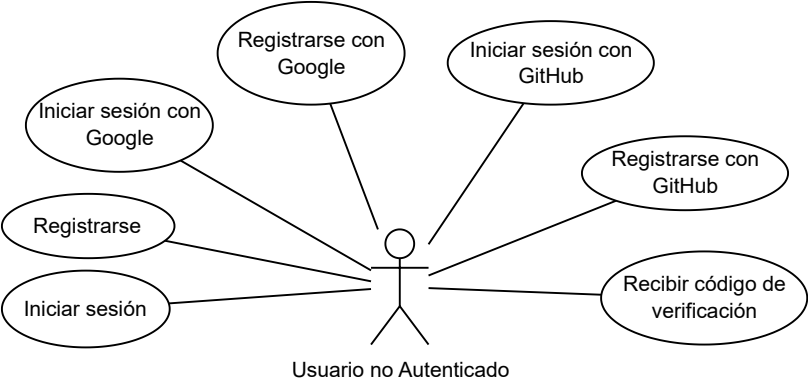 Registrarse con
Google
Iniciar sesión con
GitHub
Iniciar sesión con
Google
Registrarse con
GitHub
Registrarse
Iniciar sesión
Recibir código de
verificación
Usuario no Autenticado